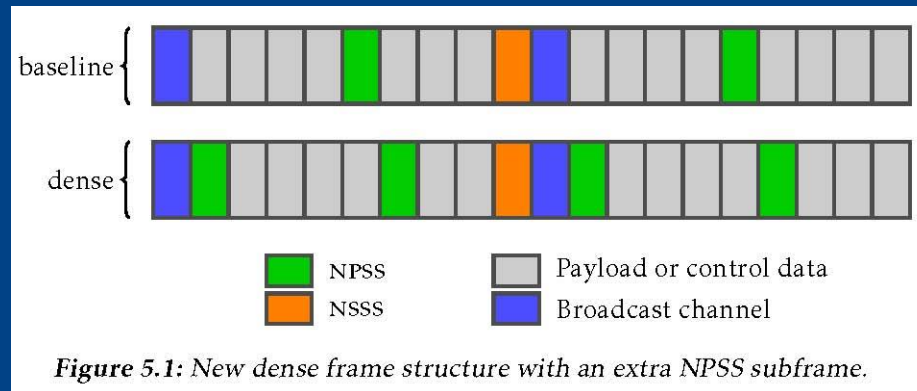 baseline
dense
NPSS
Payload or control data
NSSS
Broadcast channel
Figure 5.1: New dense frame structure with an extra NPSS subframe.